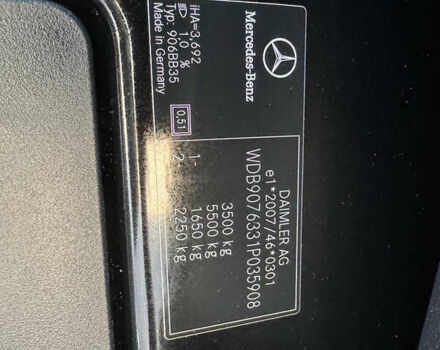 Mercedes-Benz
DAIMLER AG
e1*2007/46*0301
WDB9076331P035908
3500 kg
5500 kg
1- 1650 kg
2- 2250 kg
0,51
iHA=3,692
1,0 %
Typ: 906BB35
Made in Germany